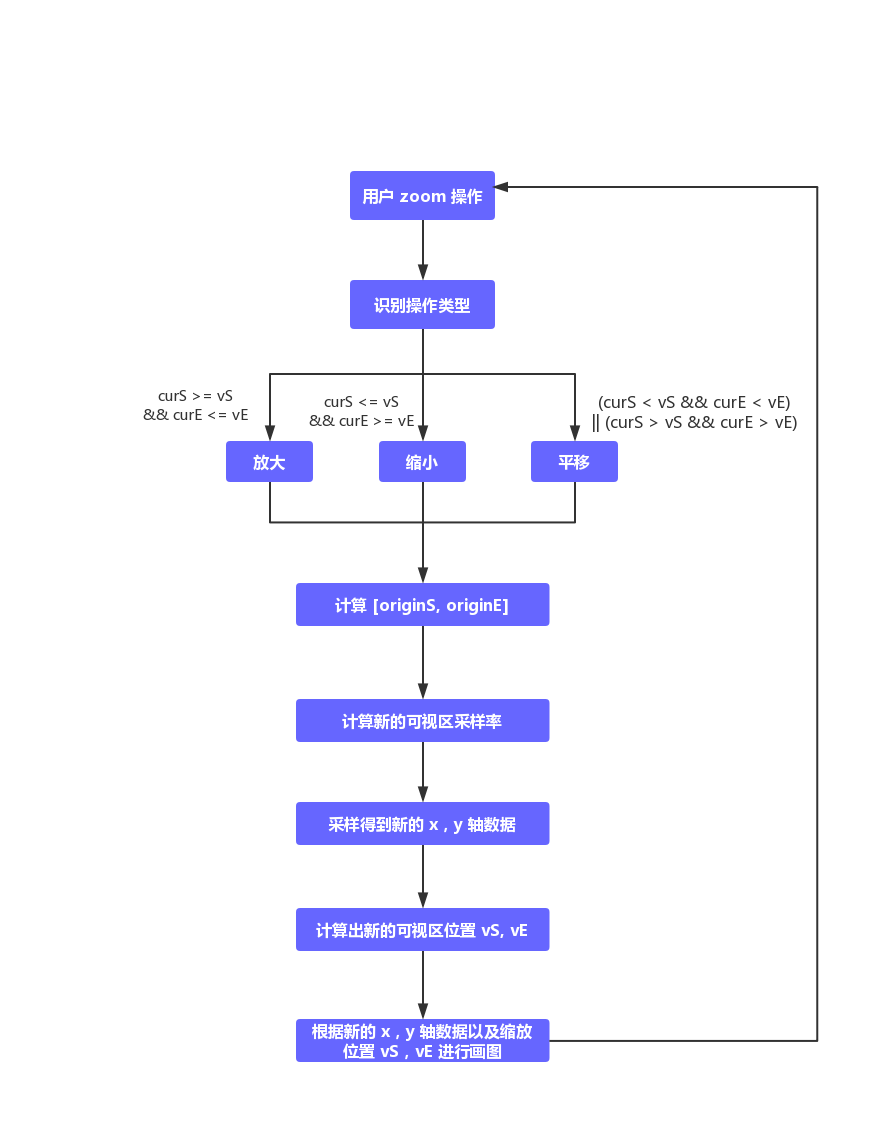 用户 zoom 操作
识别操作类型
curS >= vS
&& curE <= vE
curS <= vS
&& curE >= vE
(curS < vS && curE < vE)
|| (curS > vS && curE > vE)
放大
缩小
平移
计算 [originS, originE]
计算新的可视区采样率
采样得到新的 x , y 轴数据
计算出新的可视区位置 vS, vE
根据新的 x , y 轴数据以及缩放
位置 vS , vE 进行画图